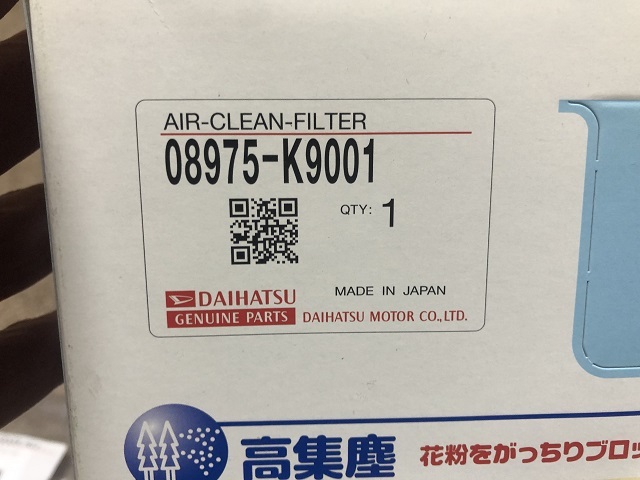 AIR-CLEAN-FILTER
08975-K9001
QTY: 1
MADE IN JAPAN
DAIHATSU
GENUINE PARTS
DAIHATSU MOTOR CO.,LTD.
高集塵
花粉をがっちりブロッ